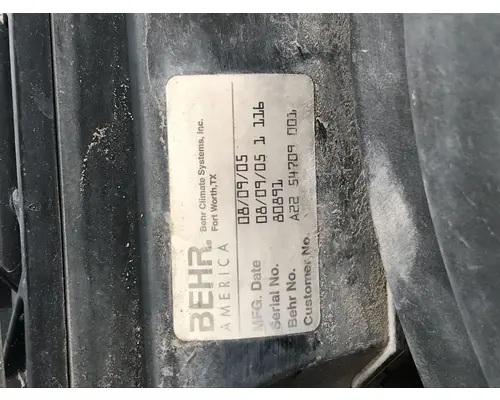 BEHR
AMERICA
Behr Climate Systems, Inc.
Fort Worth, TX
MFG. Date 08/09/05
Serial No. 08/09/05 1 116
Behr No. 80891
Customer No. A22 54709 001